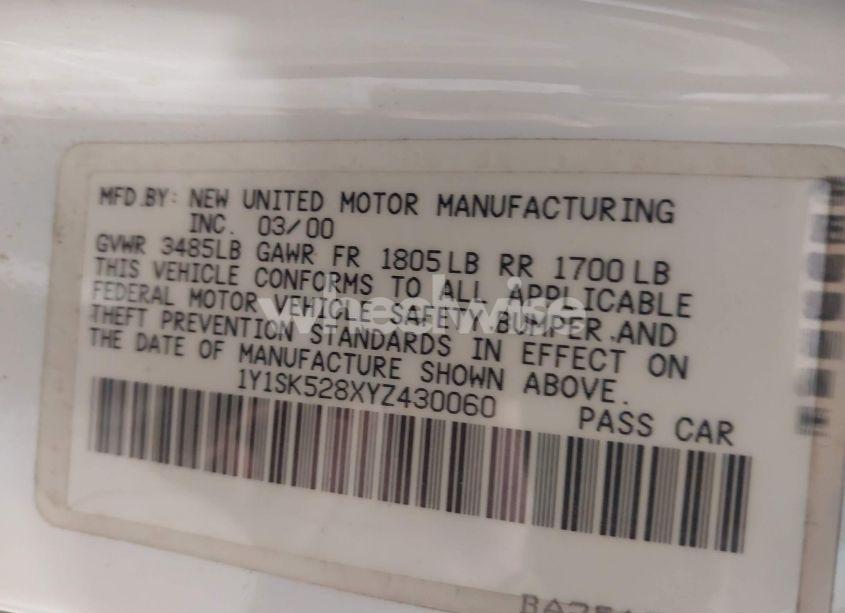 MFD.BY: NEW UNITED MOTOR MANUFACTURING
INC. 03/00
GVWR 3485LB GAWR FR 1805LB RR 1700LB
THIS VEHICLE CONFORMS TO ALL APPLICABLE
FEDERAL MOTOR VEHICLE SAFETY, BUMPER, AND
THEFT PREVENTION STANDARDS IN EFFECT ON
THE DATE OF MANUFACTURE SHOWN ABOVE.
1Y1SK528XYZ430060 PASS CAR